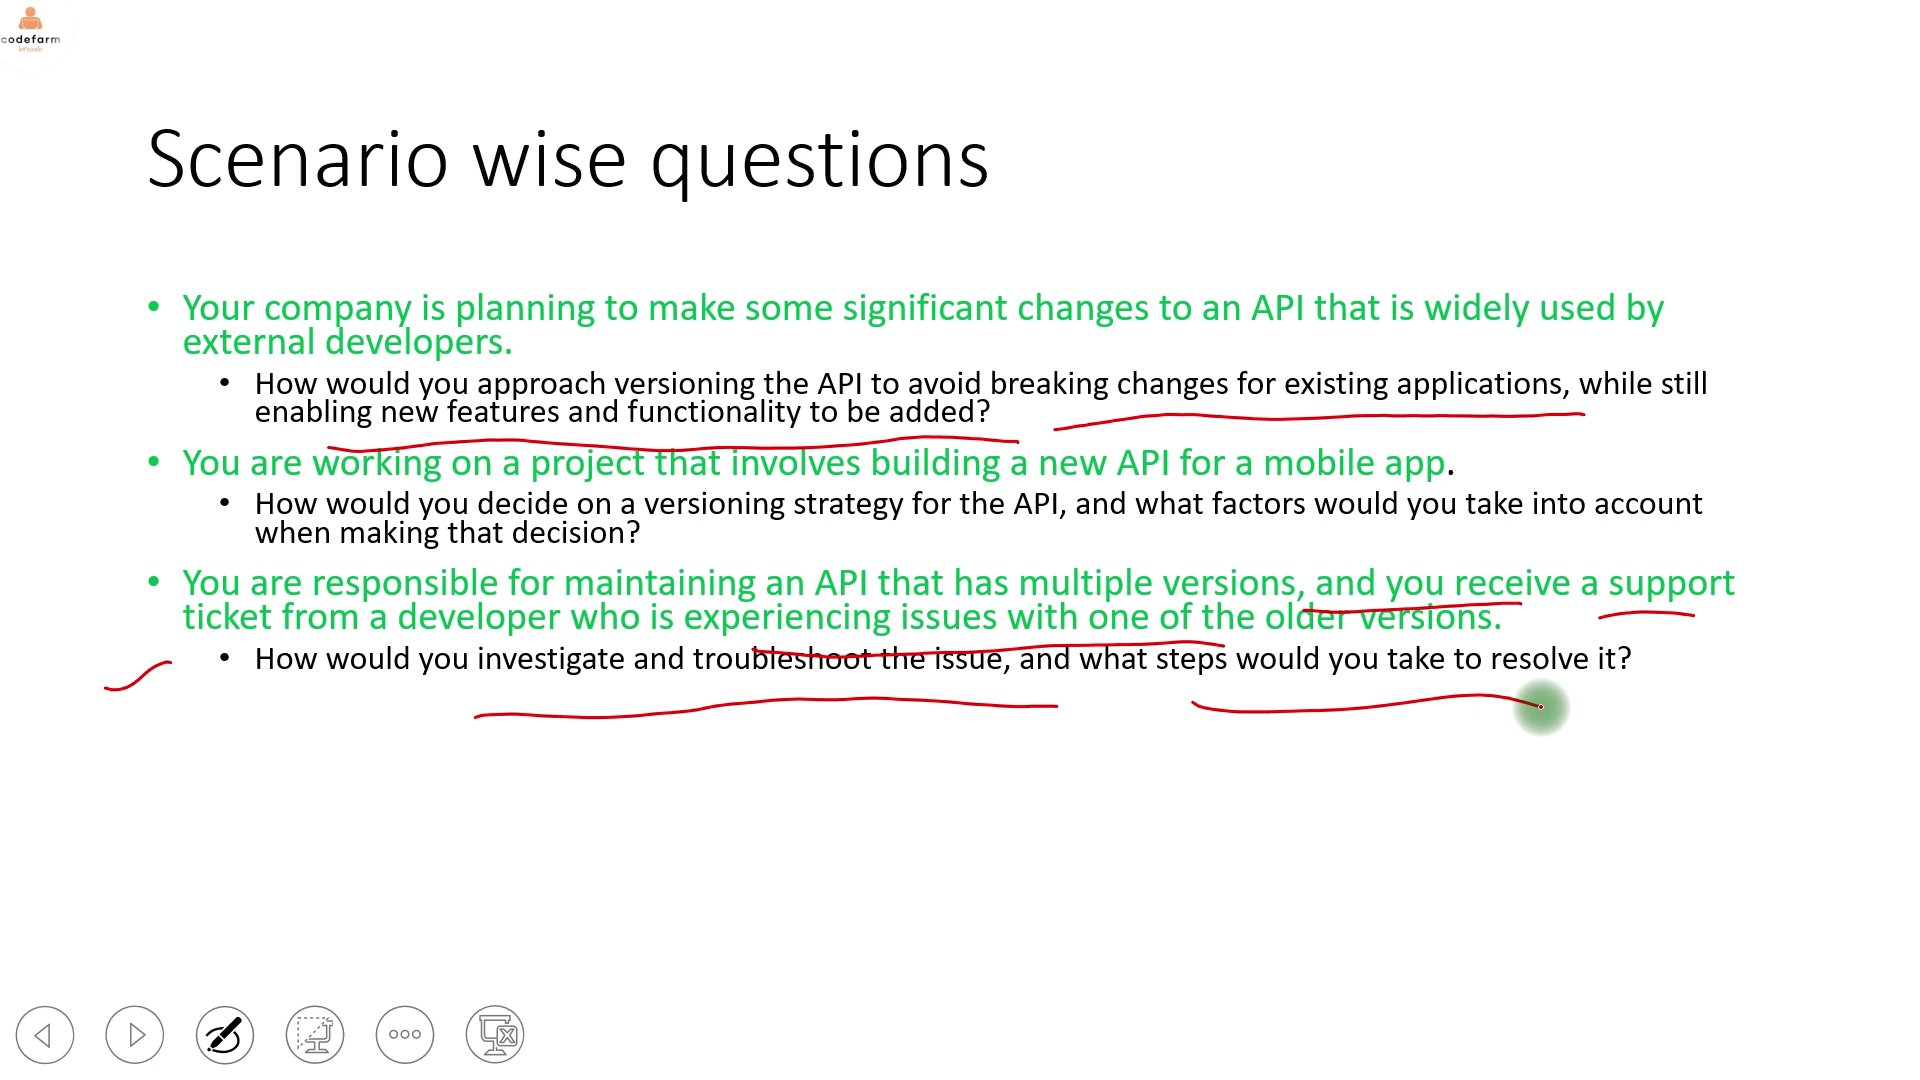 codefarm
let'scode
Scenario wise questions
• Your company is planning to make some significant changes to an API that is widely used by
external developers.
• How would you approach versioning the API to avoid breaking changes for existing applications, while still
enabling new features and functionality to be added?
• You are working on a project that involves building a new API for a mobile app.
• How would you decide on a versioning strategy for the API, and what factors would you take into account
when making that decision?
• You are responsible for maintaining an API that has multiple versions, and you receive a support
ticket from a developer who is experiencing issues with one of the older versions.
• How would you investigate and troubleshoot the issue, and what steps would you take to resolve it?